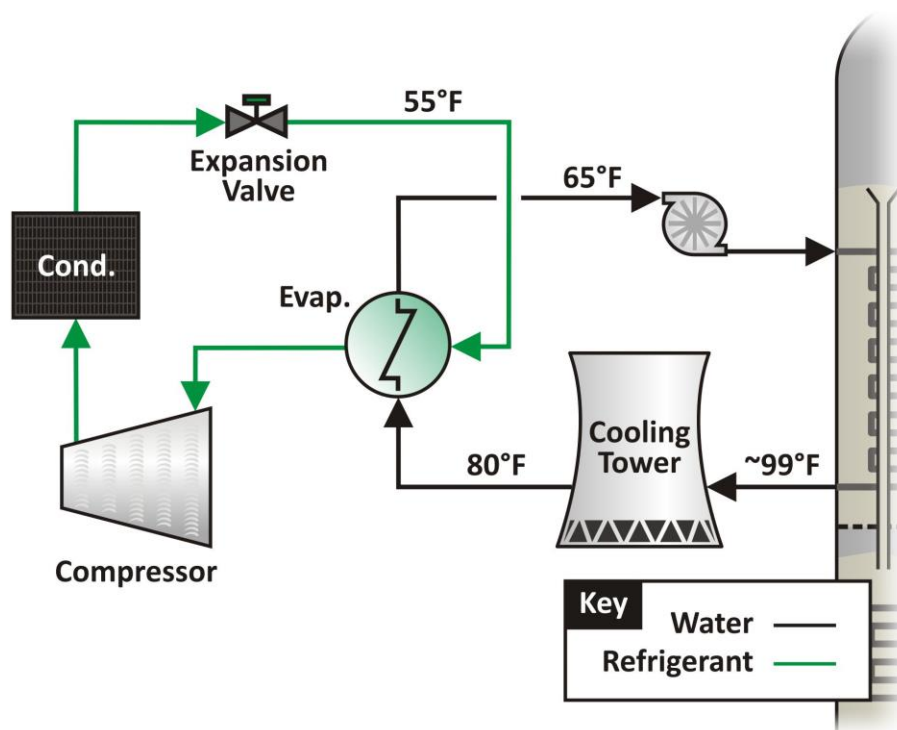 55°F
Expansion
Valve
65°F
Cond.
Evap.
Cooling
Tower
80°F
~99°F
Compressor
Key
Water
Refrigerant